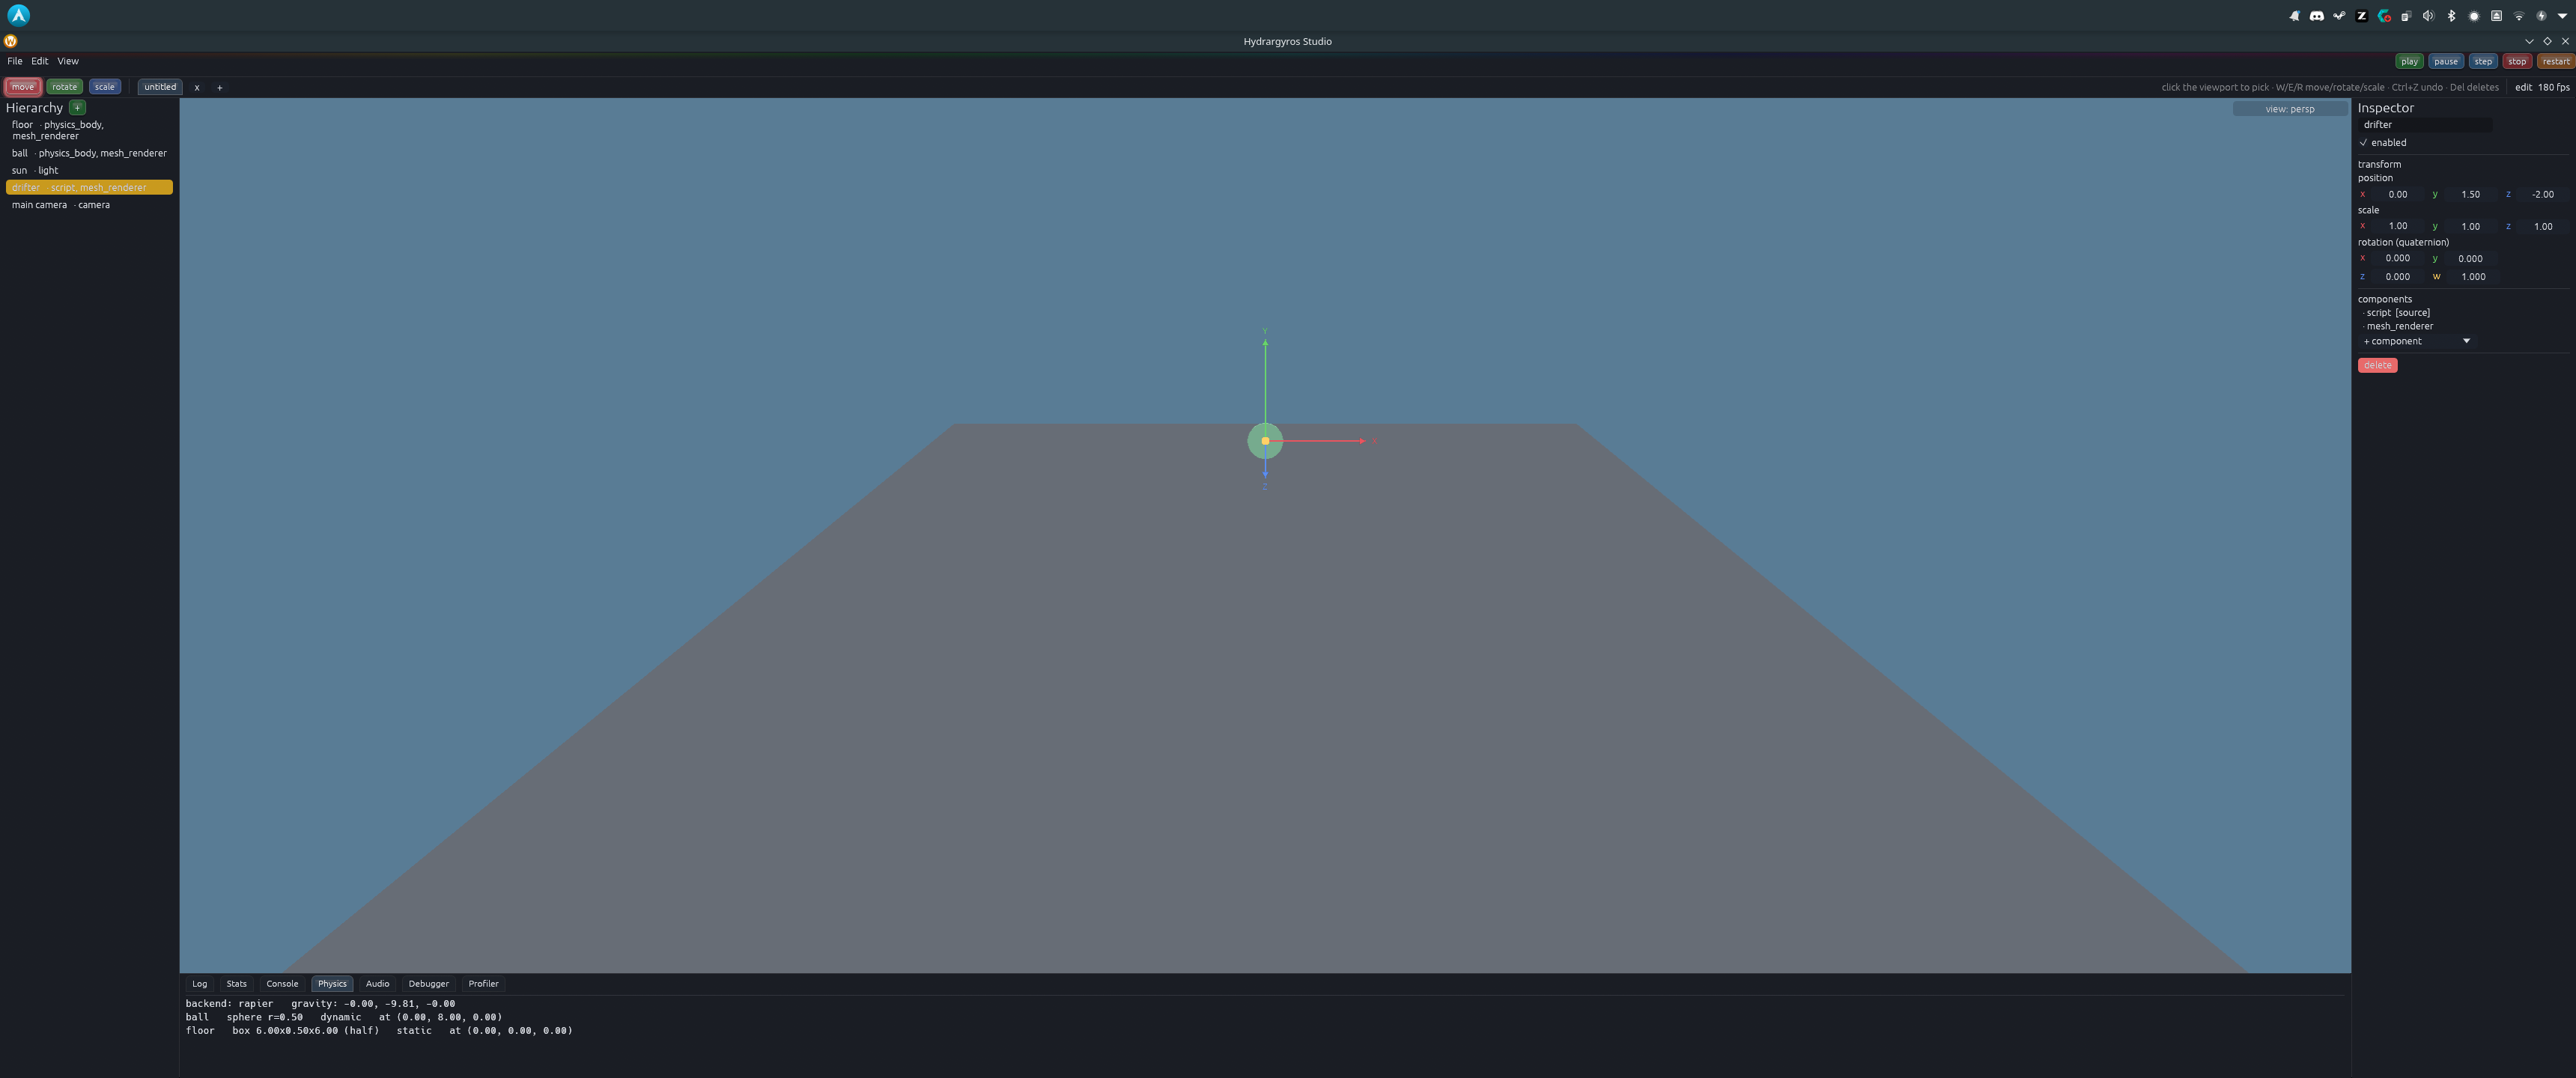 Hydrargyros Studio
File Edit View
play pause step stop restart
move rotate scale untitled x +
click the viewport to pick · W/E/R move/rotate/scale · Ctrl+Z undo · Del deletes edit 180 fps
Hierarchy +
floor · physics_body,
mesh_renderer
ball · physics_body, mesh_renderer
sun · light
drifter · script, mesh_renderer
main camera · camera
view: persp
Y
X
Z
Inspector
drifter
enabled
transform
position
x 0.00 y 1.50 z -2.00
scale
x 1.00 y 1.00 z 1.00
rotation (quaternion)
x 0.000 y 0.000
z 0.000 w 1.000
components
· script [source]
· mesh_renderer
+ component
delete
Log Stats Console Physics Audio Debugger Profiler
backend: rapier gravity: -0.00, -9.81, -0.00
ball sphere r=0.50 dynamic at (0.00, 8.00, 0.00)
floor box 6.00x0.50x6.00 (half) static at (0.00, 0.00, 0.00)